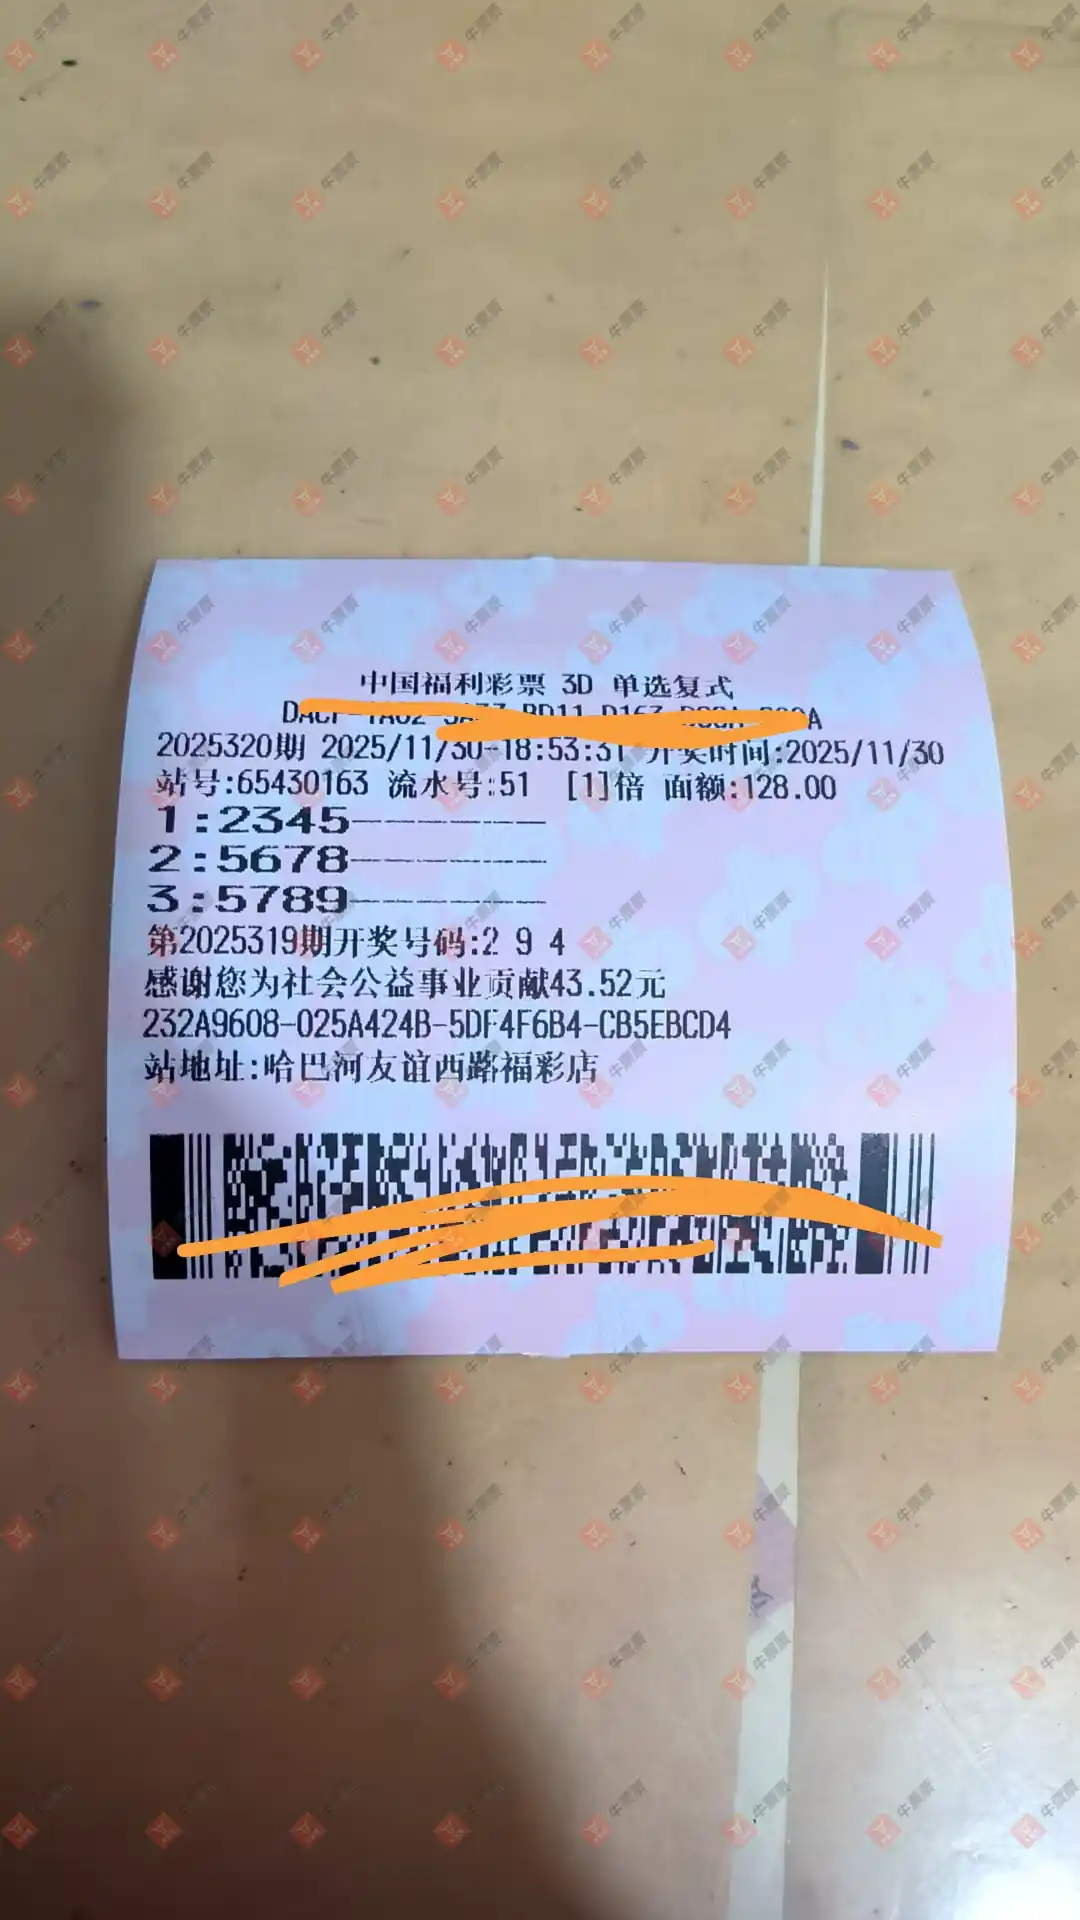 中国福利彩票 3D 单选复式
2025320期 2025/11/30-18:53:31 开奖时间:2025/11/30
站号:65430163 流水号:51 [1]倍 面额:128.00
1:2345------
2:5678------
3:5789------
第2025319期开奖号码:2 9 4
感谢您为社会公益事业贡献43.52元
232A9608-025A424B-5DF4F6B4-CB5EBCD4
站地址:哈巴河友谊西路福彩店
牛票票